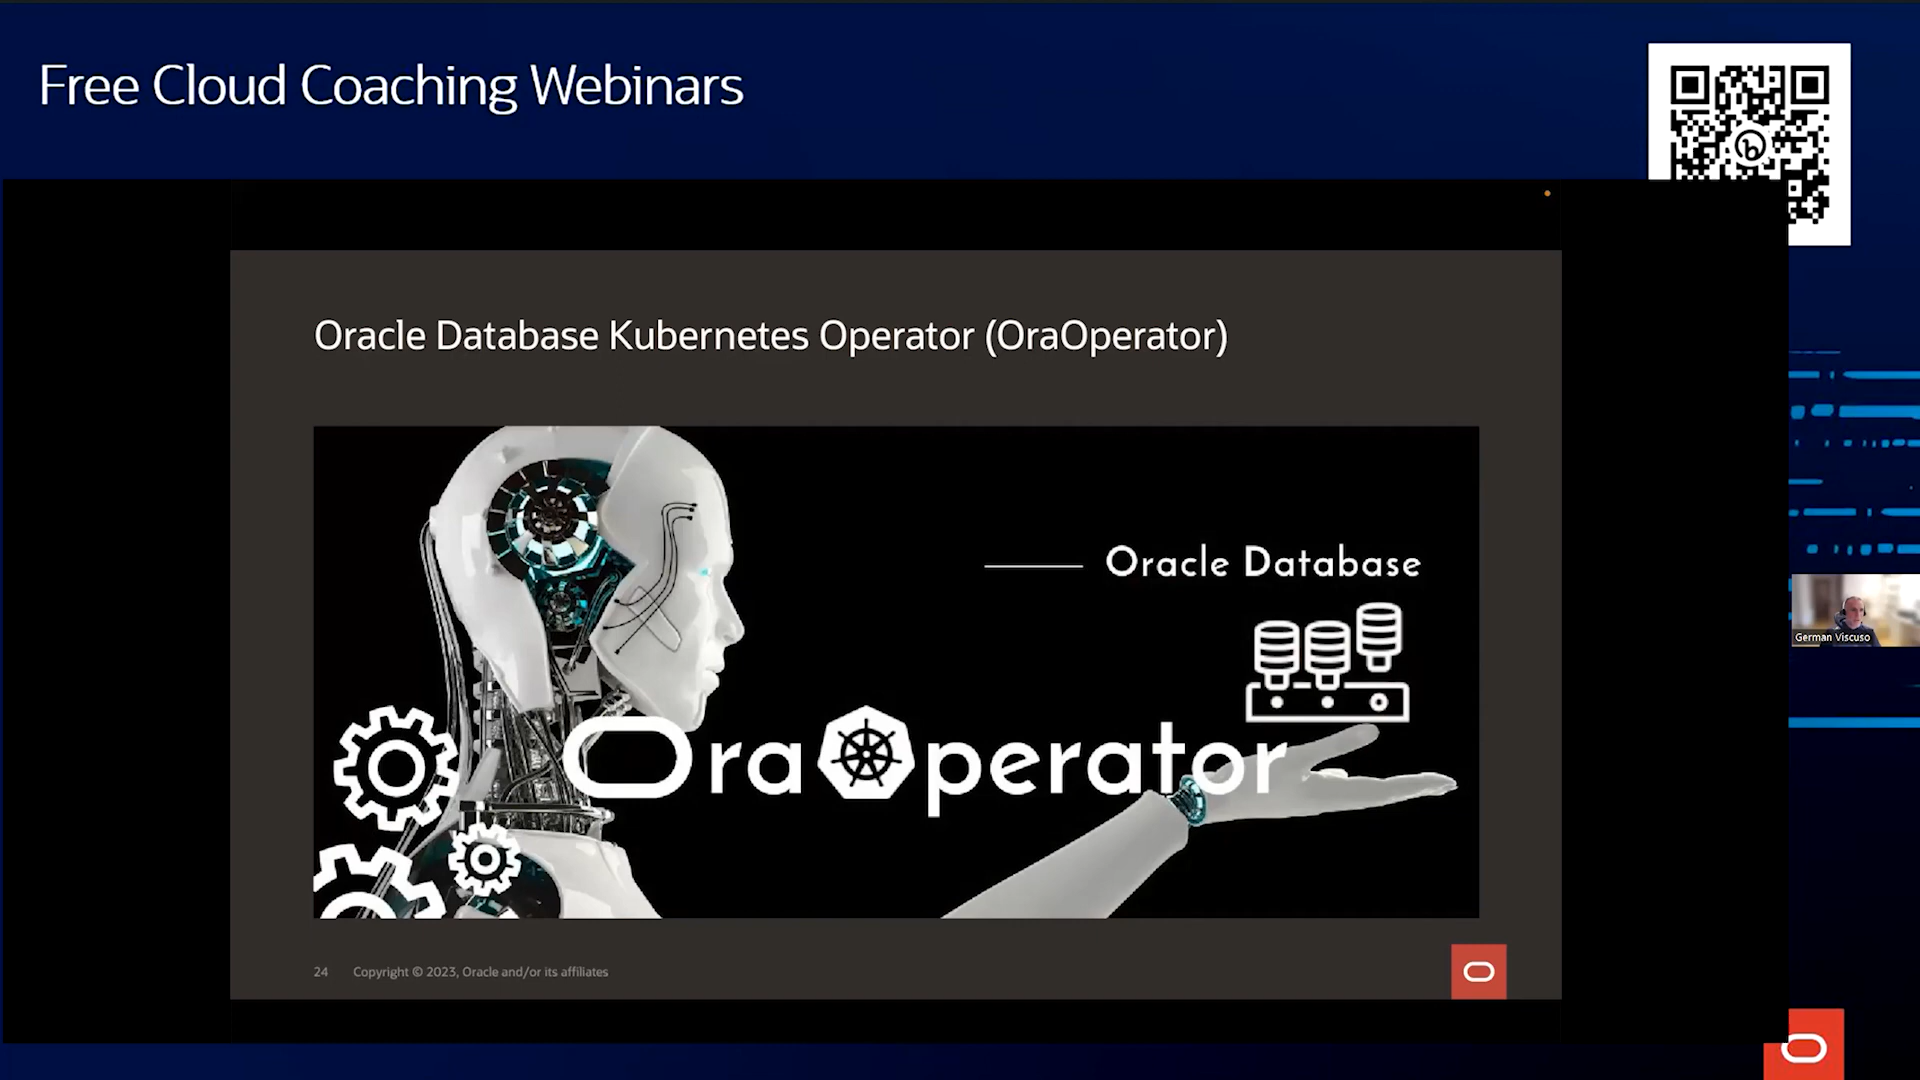 Free Cloud Coaching Webinars
Oracle Database Kubernetes Operator (OraOperator)
Oracle Database
OraOperator
German Viscuso
24 Copyright © 2023, Oracle and/or its affiliates